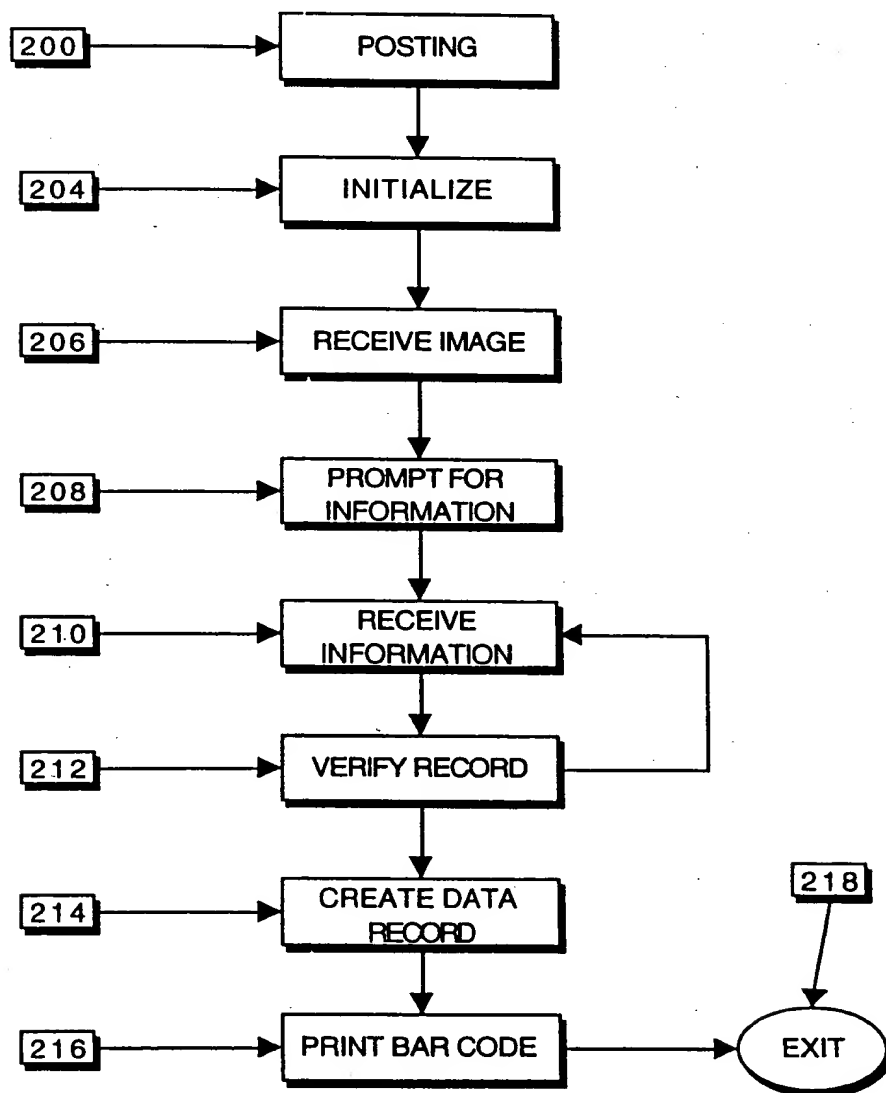 200
POSTING
204
INITIALIZE
206
RECEIVE IMAGE
208
PROMPT FOR
INFORMATION
210
RECEIVE
INFORMATION
212
VERIFY RECORD
214
CREATE DATA
RECORD
218
216
PRINT BAR CODE
EXIT